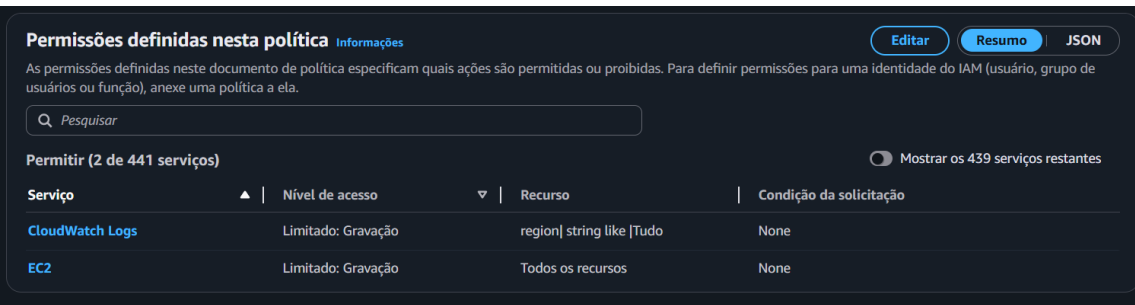 Permissões definidas nesta política Informações
Editar
Resumo
JSON
As permissões definidas neste documento de política especificam quais ações são permitidas ou proibidas. Para definir permissões para uma identidade do IAM (usuário, grupo de
usuários ou função), anexe uma política a ela.
Pesquisar
Permitir (2 de 441 serviços)
Mostrar os 439 serviços restantes
Serviço Nível de acesso Recurso Condição da solicitação
CloudWatch Logs Limitado: Gravação region| string like |Tudo None
EC2 Limitado: Gravação Todos os recursos None